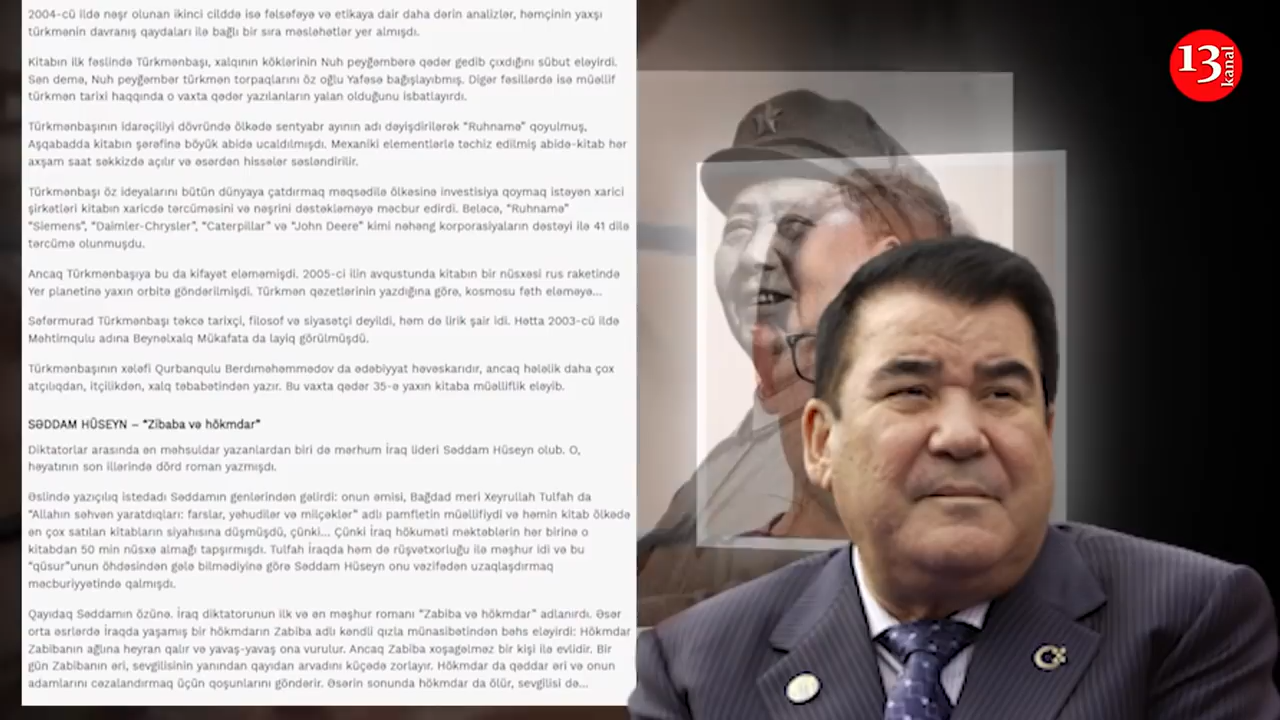 2004-cü ildə nəşr olunan ikinci cilddə isə fəlsəfəyə və etikaya dair daha dərin analizlər, həmçinin yaxşı
türkmənin davranış qaydaları ilə bağlı bir sıra məsləhətlər yer almışdı.
Kitabın ilk fəslində Türkmənbaşı, xalqının köklərinin Nuh peyğəmbərə qədər gedib çıxdığını sübut eləyirdi.
Sən demə, Nuh peyğəmbər türkmən torpaqlarını öz oğlu Yafəsə bağışlayıbmış. Digər fəsillərdə isə müəllif
türkmən tarixi haqqında o vaxta qədər yazılanların yalan olduğunu isbatlayırdı.
Türkmənbaşının idarəçiliyi dövründə ölkədə sentyabr ayının adı dəyişdirilərək “Ruhnamə” qoyulmuş,
Aşqabadda kitabın şərəfinə böyük abidə ucaldılmışdı. Mexaniki elementlərlə təchiz edilmiş abidə-kitab hər
axşam saat səkkizdə açılır və əsərdən hissələr səsləndirilir.
Türkmənbaşı öz ideyalarını bütün dünyaya çatdırmaq məqsədilə ölkəsinə investisiya qoymaq istəyən xarici
şirkətləri kitabın xaricdə tərcüməsini və nəşrini dəstəkləməyə məcbur edirdi. Beləcə, “Ruhnamə”
“Siemens”, “Daimler-Chrysler”, “Caterpillar” və “John Deere” kimi nəhəng korporasiyaların dəstəyi ilə 41 dilə
tərcümə olunmuşdu.
Ancaq Türkmənbaşıya bu da kifayət eləməmişdi. 2005-ci ilin avqustunda kitabın bir nüsxəsi rus raketində
Yer planetinə yaxın orbitə göndərilmişdi. Türkmən qəzetlərinin yazdığına görə, kosmosu fəth eləməyə...
Səfərmurad Türkmənbaşı təkcə tarixçi, filosof və siyasətçi deyildi, həm də lirik şair idi. Hətta 2003-cü ildə
Məhtimqulu adına Beynəlxalq Mükafata da layiq görülmüşdü.
Türkmənbaşının xələfi Qurbanqulu Berdıməhəmmədov da ədəbiyyat həvəskarıdır, ancaq hələlik daha çox
atçılıqdan, itçilikdən, xalq təbabətindən yazır. Bu vaxta qədər 35-ə yaxın kitaba müəlliflik eləyib.
SƏDDAM HÜSEYN – “Zibaba və hökmdar”
Diktatorlar arasında ən məhsuldar yazanlardan biri də mərhum İraq lideri Səddam Hüseyn olub. O,
həyatının son illərində dörd roman yazmışdı.
Əslində yazıçılıq istedadı Səddamın genlərindən gəlirdi: onun əmisi, Bağdad meri Xeyrullah Tulfah da
“Allahın səhvən yaratdıqları: farslar, yəhudilər və milçəklər” adlı pamfletin müəllifiydi və həmin kitab ölkədə
ən çox satılan kitabların siyahısına düşmüşdü, çünki... Çünki İraq hökuməti məktəblərin hər birinə o
kitabdan 50 min nüsxə almağı tapşırmışdı. Tulfah İraqda həm də rüşvətxorluğu ilə məşhur idi və bu
“qüsur”unun öhdəsindən gələ bilmədiyinə görə Səddam Hüseyn onu vəzifədən uzaqlaşdırmaq
məcburiyyətində qalmışdı.
Qayıdaq Səddamın özünə. İraq diktatorunun ilk və ən məşhur romanı “Zabiba və hökmdar” adlanırdı. Əsər
orta əsrlərdə İraqda yaşamış bir hökmdarın Zabiba adlı kəndli qızla münasibətindən bəhs eləyirdi: Hökmdar
Zabibanın ağlına heyran qalır və yavaş-yavaş ona vurulur. Ancaq Zabiba xoşagəlməz bir kişi ilə evlidir. Bir
gün Zabibanın əri, sevgilisinin yanından qayıdan arvadını küçədə zorlayır. Hökmdar da qəddar əri və onun
adamlarını cəzalandırmaq üçün qoşunlarını göndərir. Əsərin sonunda hökmdar da ölür, sevgilisi də...
13 kanal